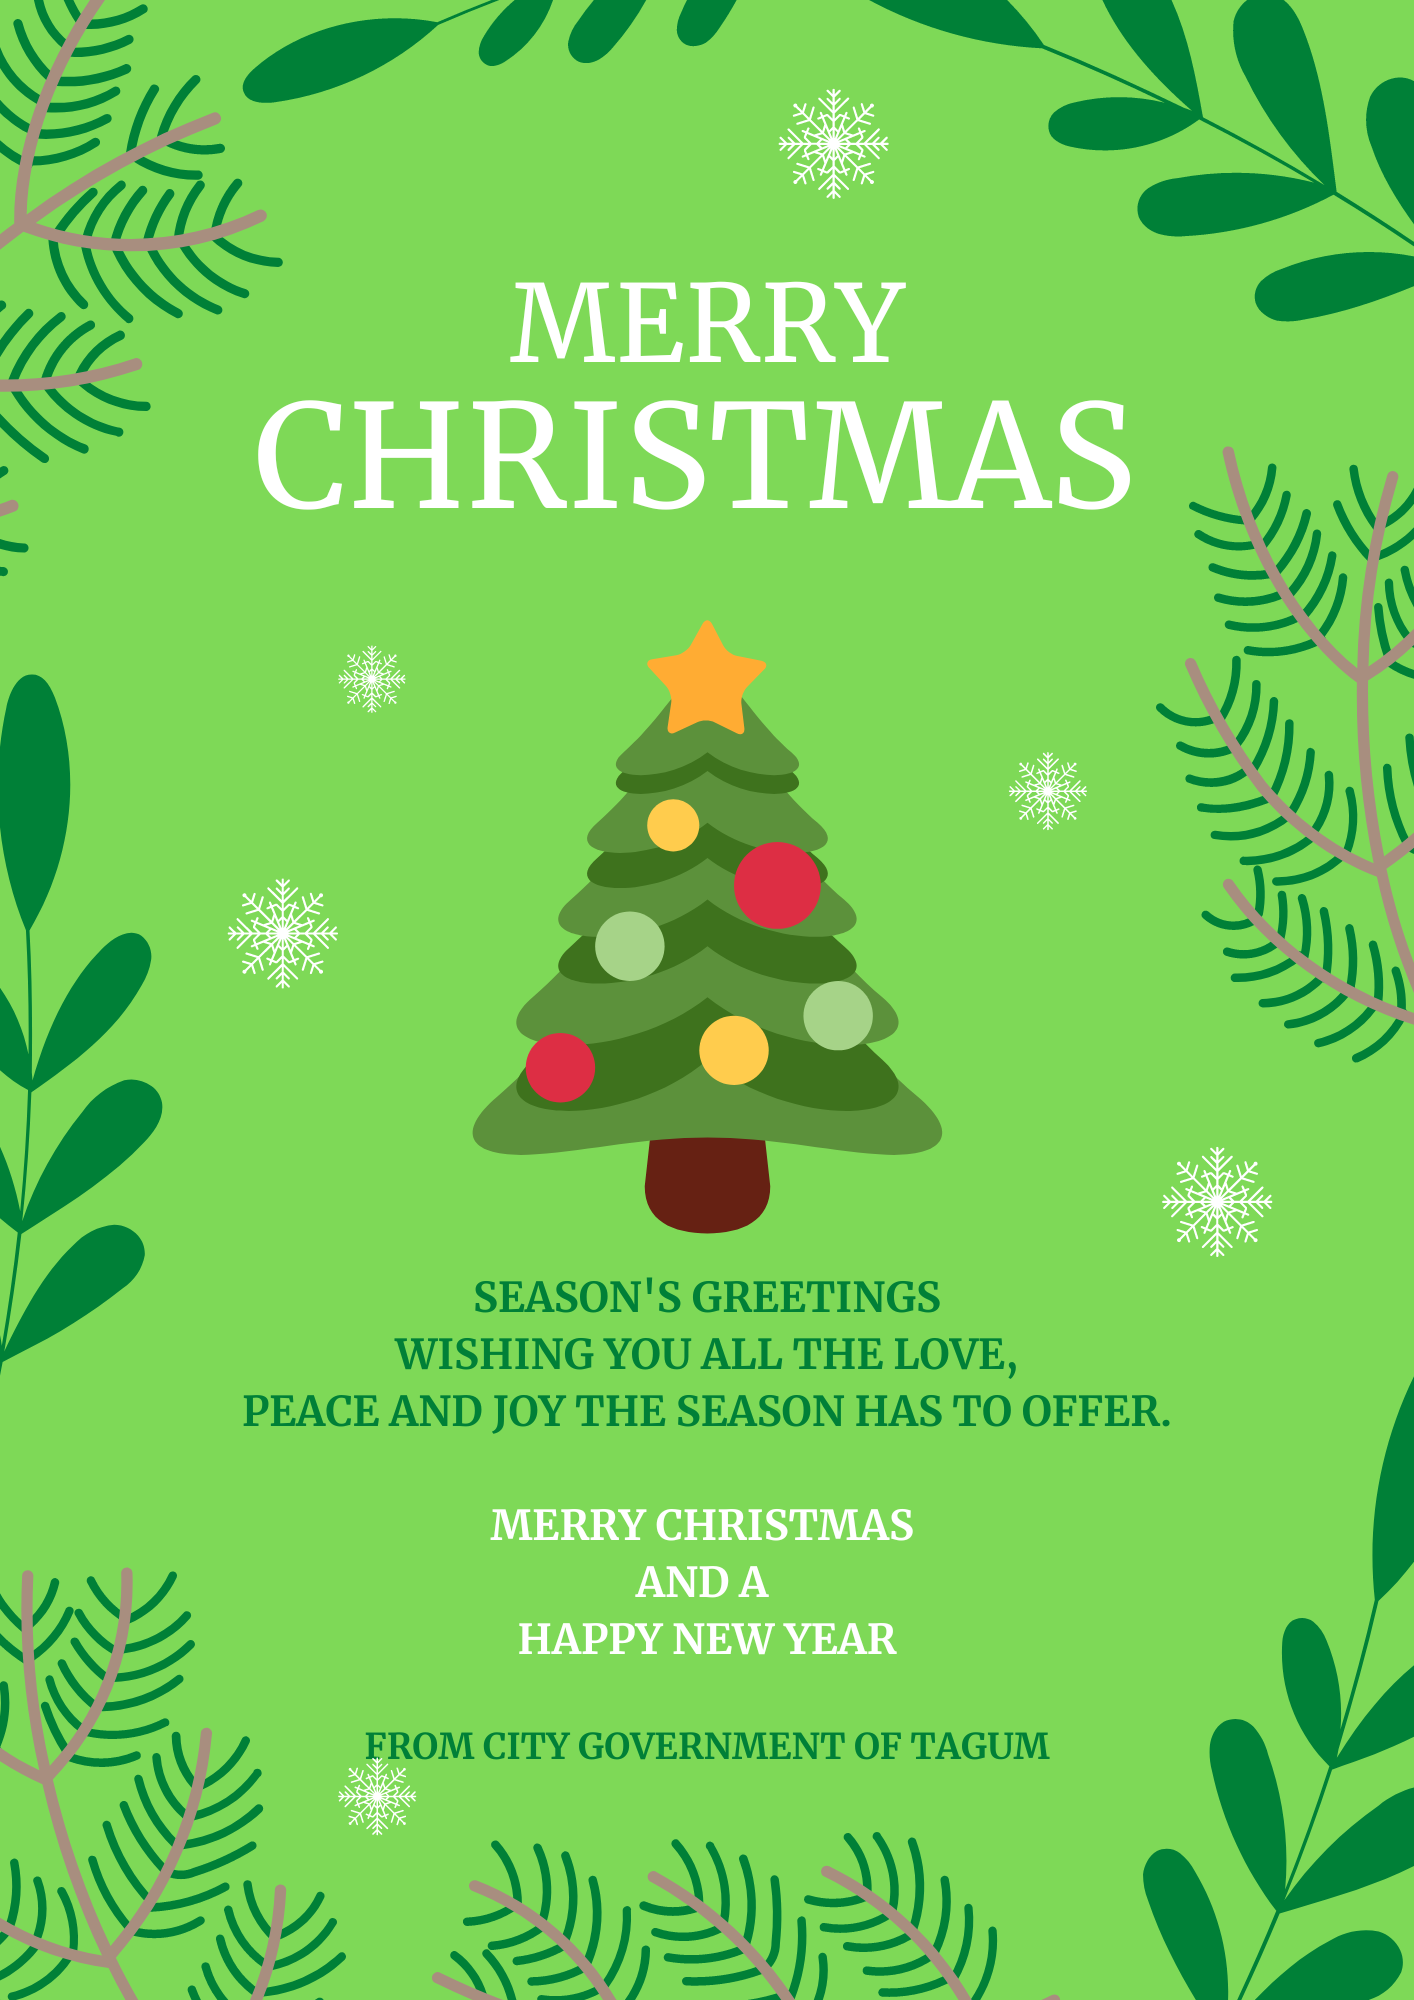 MERRY
CHRISTMAS
SEASON'S GREETINGS
WISHING YOU ALL THE LOVE,
PEACE AND JOY THE SEASON HAS TO OFFER.
MERRY CHRISTMAS
AND A
HAPPY NEW YEAR
FROM CITY GOVERNMENT OF TAGUM